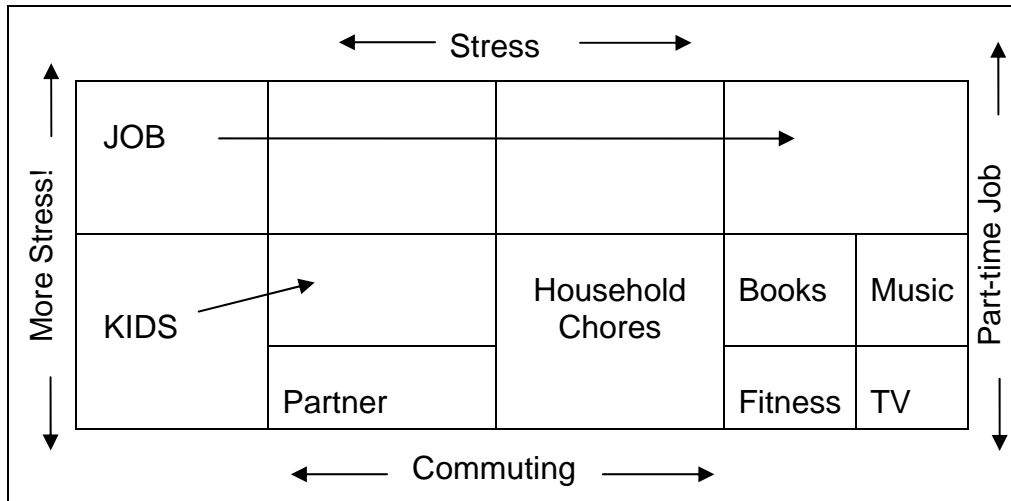 Stress
More Stress!
JOB
Part-time Job
KIDS
Household
Chores
Books
Music
Partner
Fitness
TV
Commuting